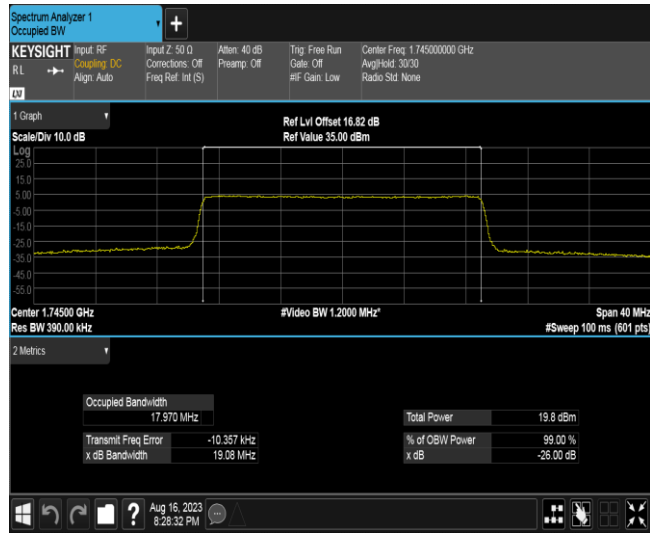 Spectrum Analyzer 1
Occupied BW
+
KEYSIGHT
RL
LXI
Input: RF
Coupling: DC
Align: Auto
Input Z: 50 Ω
Corrections: Off
Freq Ref: Int (S)
Atten: 40 dB
Preamp: Off
Trig: Free Run
Gate: Off
#IF Gain: Low
Center Freq: 1.745000000 GHz
Avg|Hold: 30/30
Radio Std: None
1 Graph
Scale/Div 10.0 dB
Ref Lvl Offset 16.82 dB
Ref Value 35.00 dBm
Log
25.0
15.0
5.00
-5.00
-15.0
-25.0
-35.0
-45.0
-55.0
Center 1.74500 GHz
Res BW 390.00 kHz
#Video BW 1.2000 MHz*
Span 40 MHz
#Sweep 100 ms (601 pts)
2 Metrics
Occupied Bandwidth
17.970 MHz
Transmit Freq Error -10.357 kHz
x dB Bandwidth 19.08 MHz
Total Power 19.8 dBm
% of OBW Power 99.00 %
x dB -26.00 dB
?
Aug 16, 2023
8:28:32 PM